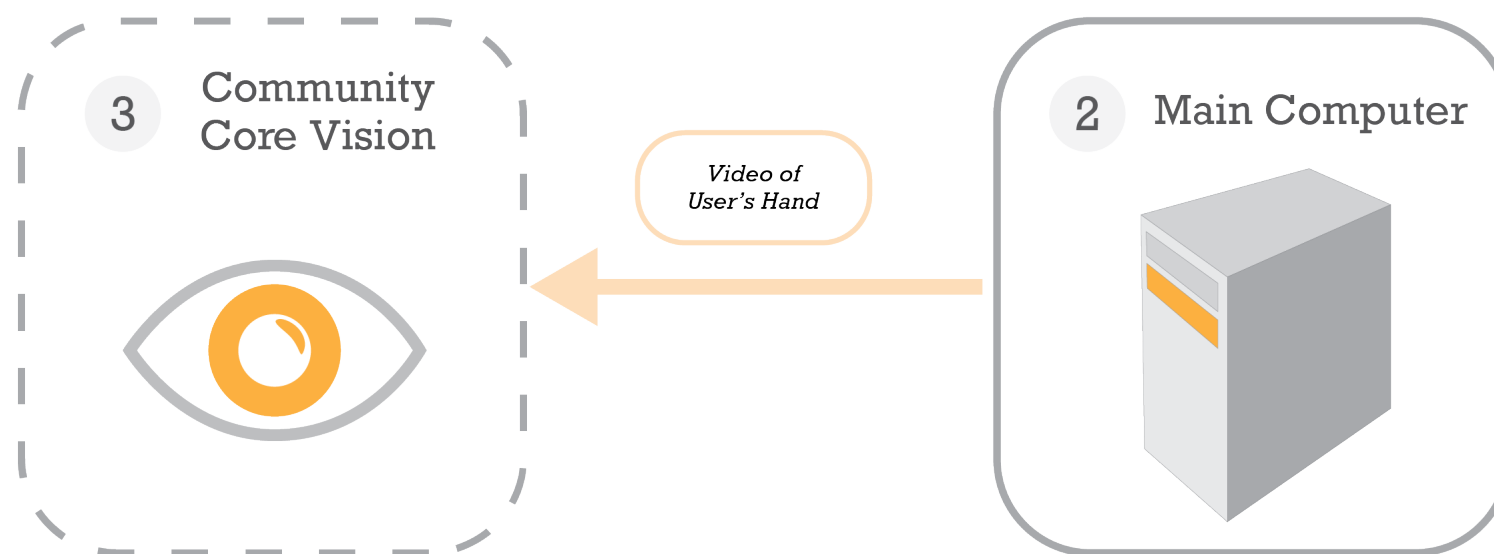 3
Community
Core Vision
Video of
User's Hand
2
Main Computer